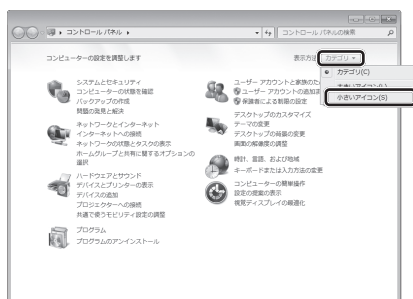 コントロール パネル
コントロール パネルの検索
コンピューターの設定を調整します
表示方法
カテゴリ
カテゴリ(C)
小さいアイコン(S)
システムとセキュリティ
コンピューターの状態を確認
バックアップの作成
問題の発見と解決
ネットワークとインターネット
インターネットへの接続
ネットワークの状態とタスクの表示
ホームグループと共有に関するオプションの
選択
ハードウェアとサウンド
デバイスとプリンターの表示
デバイスの追加
プロジェクターへの接続
共通で使うモビリティ設定の調整
プログラム
プログラムのアンインストール
ユーザー アカウントと家族のた
ユーザー アカウントの追加ま
保護者による制限の設定
デスクトップのカスタマイズ
テーマの変更
デスクトップの背景の変更
画面の解像度の調整
時計、言語、および地域
キーボードまたは入力方法の変更
コンピューターの簡単操作
設定の提案の表示
視覚ディスプレイの最適化